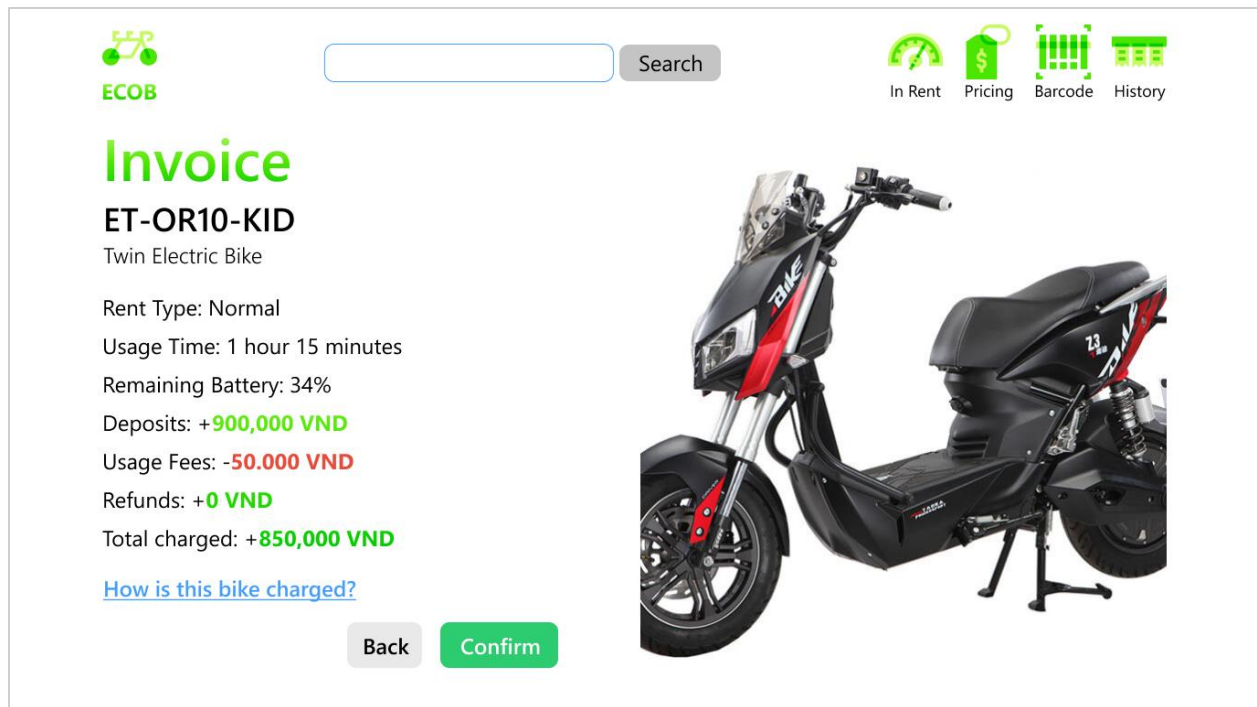 ECOB
Search
In Rent
Pricing
Barcode
History
Invoice
ET-OR10-KID
Twin Electric Bike
Rent Type: Normal
Usage Time: 1 hour 15 minutes
Remaining Battery: 34%
Deposits: +900,000 VND
Usage Fees: -50.000 VND
Refunds: +0 VND
Total charged: +850,000 VND
How is this bike charged?
Back
Confirm
$
BIKE
Z3